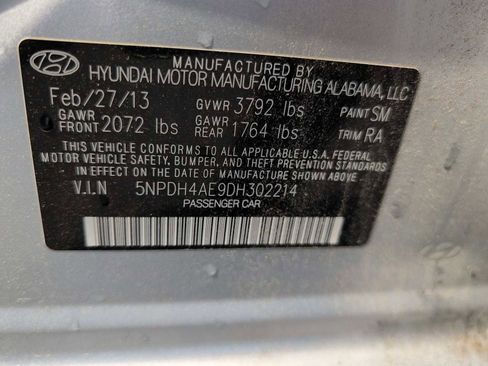 MANUFACTURED BY
HYUNDAI MOTOR MANUFACTURING ALABAMA, LLC
Feb/27/13 GVWR 3792 lbs PAINT SM
GAWR FRONT 2072 lbs GAWR REAR 1764 lbs TRIM RA
THIS VEHICLE CONFORMS TO ALL APPLICABLE U.S.A. FEDERAL
MOTOR VEHICLE SAFETY, BUMPER, AND THEFT PREVENTION STANDARDS
IN EFFECT ON THE DATE OF MANUFACTURE SHOWN ABOVE.
V.I.N 5NPDH4AE9DH302214
PASSENGER CAR